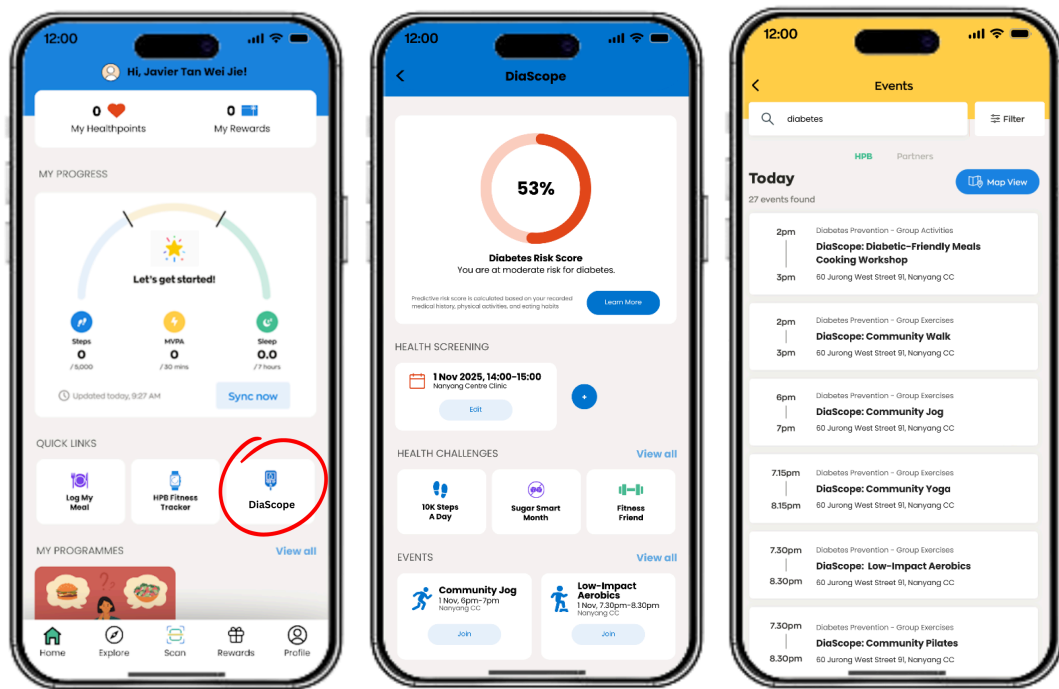 12:00
Hi, Javier Tan Wei Jie!
0
My Healthpoints
0
My Rewards
MY PROGRESS
Let's get started!
Steps
0
/5,000
MVPA
0
/30 mins
Sleep
0.0
/7 hours
Updated today, 9:27 AM
Sync now
QUICK LINKS
Log My
Meal
HPB Fitness
Tracker
DiaScope
MY PROGRAMMES
View all
Home
Explore
Scan
Rewards
Profile
12:00
DiaScope
53%
Diabetes Risk Score
You are at moderate risk for diabetes.
Predictive risk score is calculated based on your recorded
medical history, physical activities, and eating habits
Learn More
HEALTH SCREENING
1 Nov 2025, 14:00-15:00
Nanyang Centre Clinic
Edit
+
HEALTH CHALLENGES
View all
10K Steps
A Day
Sugar Smart
Month
Fitness
Friend
EVENTS
View all
Community Jog
1 Nov, 6pm-7pm
Nanyang CC
Join
Low-Impact
Aerobics
1 Nov, 7.30pm-8.30pm
Nanyang CC
Join
12:00
Events
diabetes
Filter
HPB
Partners
Today
27 events found
Map View
2pm
3pm
Diabetes Prevention - Group Activities
DiaScope: Diabetic-Friendly Meals
Cooking Workshop
60 Jurong West Street 91, Nanyang CC
2pm
3pm
Diabetes Prevention - Group Exercises
DiaScope: Community Walk
60 Jurong West Street 91, Nanyang CC
6pm
7pm
Diabetes Prevention - Group Exercises
DiaScope: Community Jog
60 Jurong West Street 91, Nanyang CC
7.15pm
8.15pm
Diabetes Prevention - Group Exercises
DiaScope: Community Yoga
60 Jurong West Street 91, Nanyang CC
7.30pm
8.30pm
Diabetes Prevention - Group Exercises
DiaScope: Low-Impact Aerobics
60 Jurong West Street 91, Nanyang CC
7.30pm
8.30pm
Diabetes Prevention - Group Exercises
DiaScope: Community Pilates
60 Jurong West Street 91, Nanyang CC